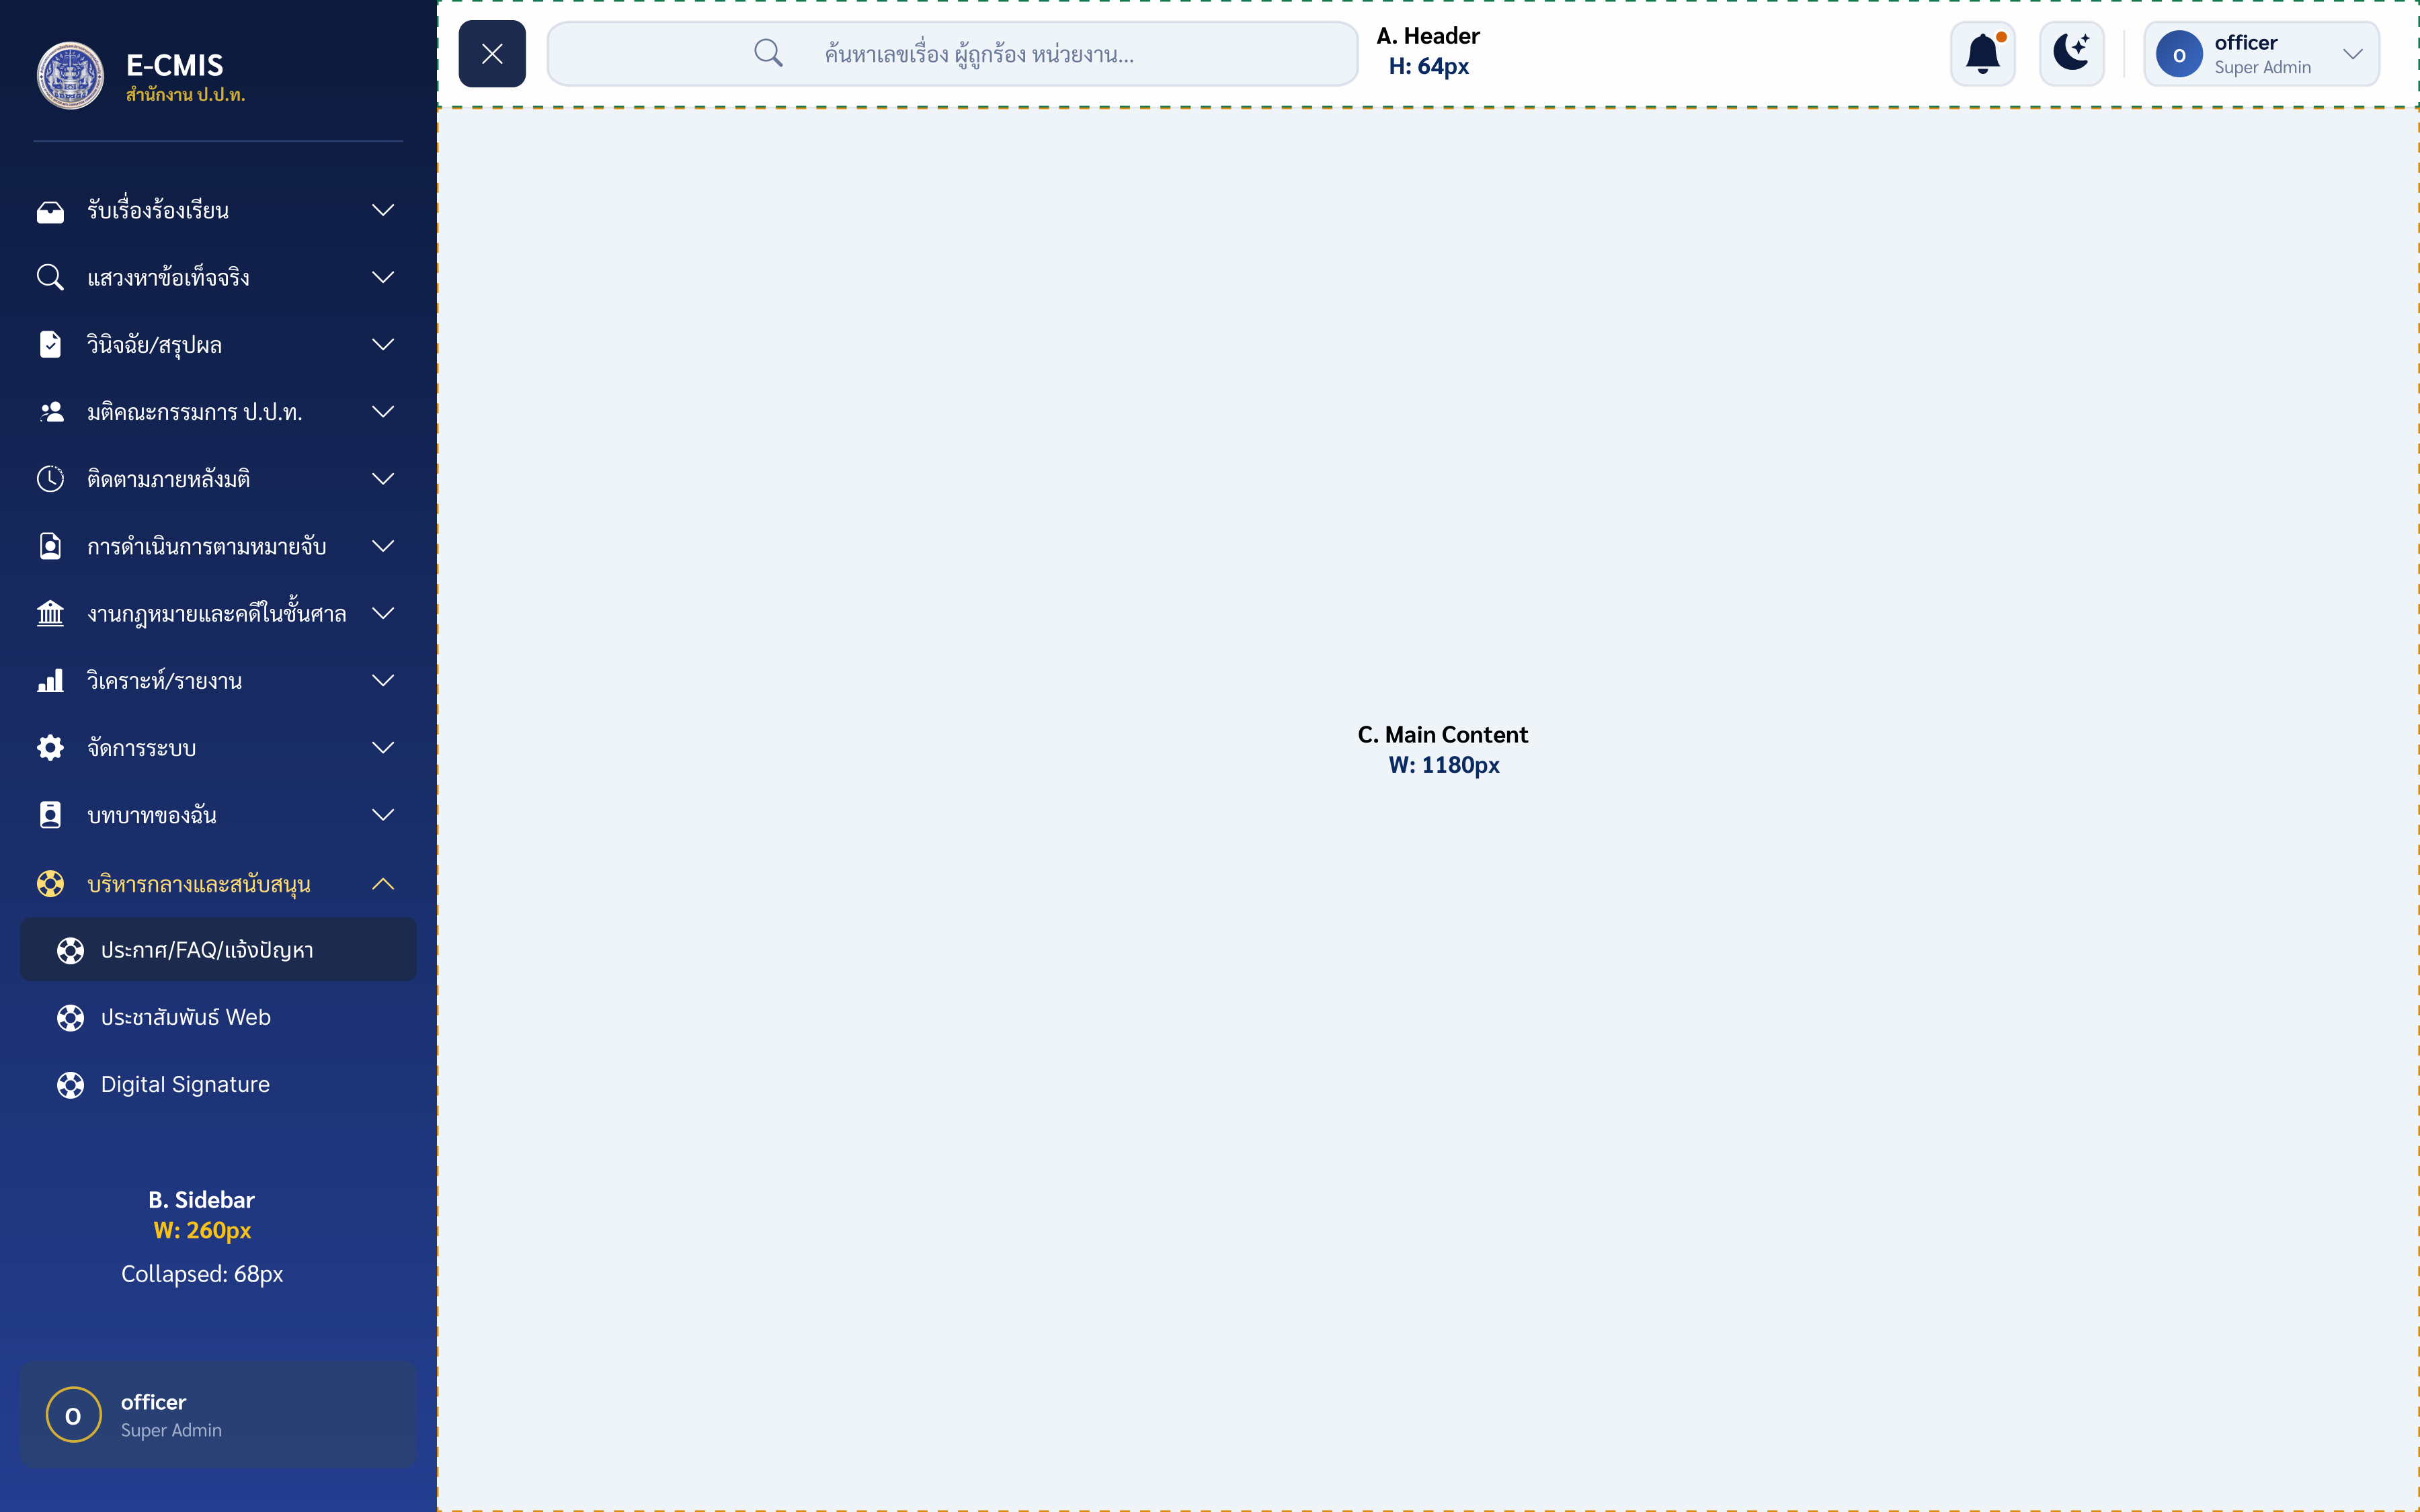 E-CMIS
สำนักงาน ป.ป.ท.
รับเรื่องร้องเรียน
แสวงหาข้อเท็จจริง
วินิจฉัย/สรุปผล
มติคณะกรรมการ ป.ป.ท.
ติดตามภายหลังมติ
การดำเนินการตามหมายจับ
งานกฎหมายและคดีในชั้นศาล
วิเคราะห์/รายงาน
จัดการระบบ
บทบาทของฉัน
บริหารกลางและสนับสนุน
ประกาศ/FAQ/แจ้งปัญหา
ประชาสัมพันธ์ Web
Digital Signature
B. Sidebar
W: 260px
Collapsed: 68px
O
officer
Super Admin
ค้นหาเลขเรื่อง ผู้ถูกร้อง หน่วยงาน...
A. Header
H: 64px
O
officer
Super Admin
C. Main Content
W: 1180px